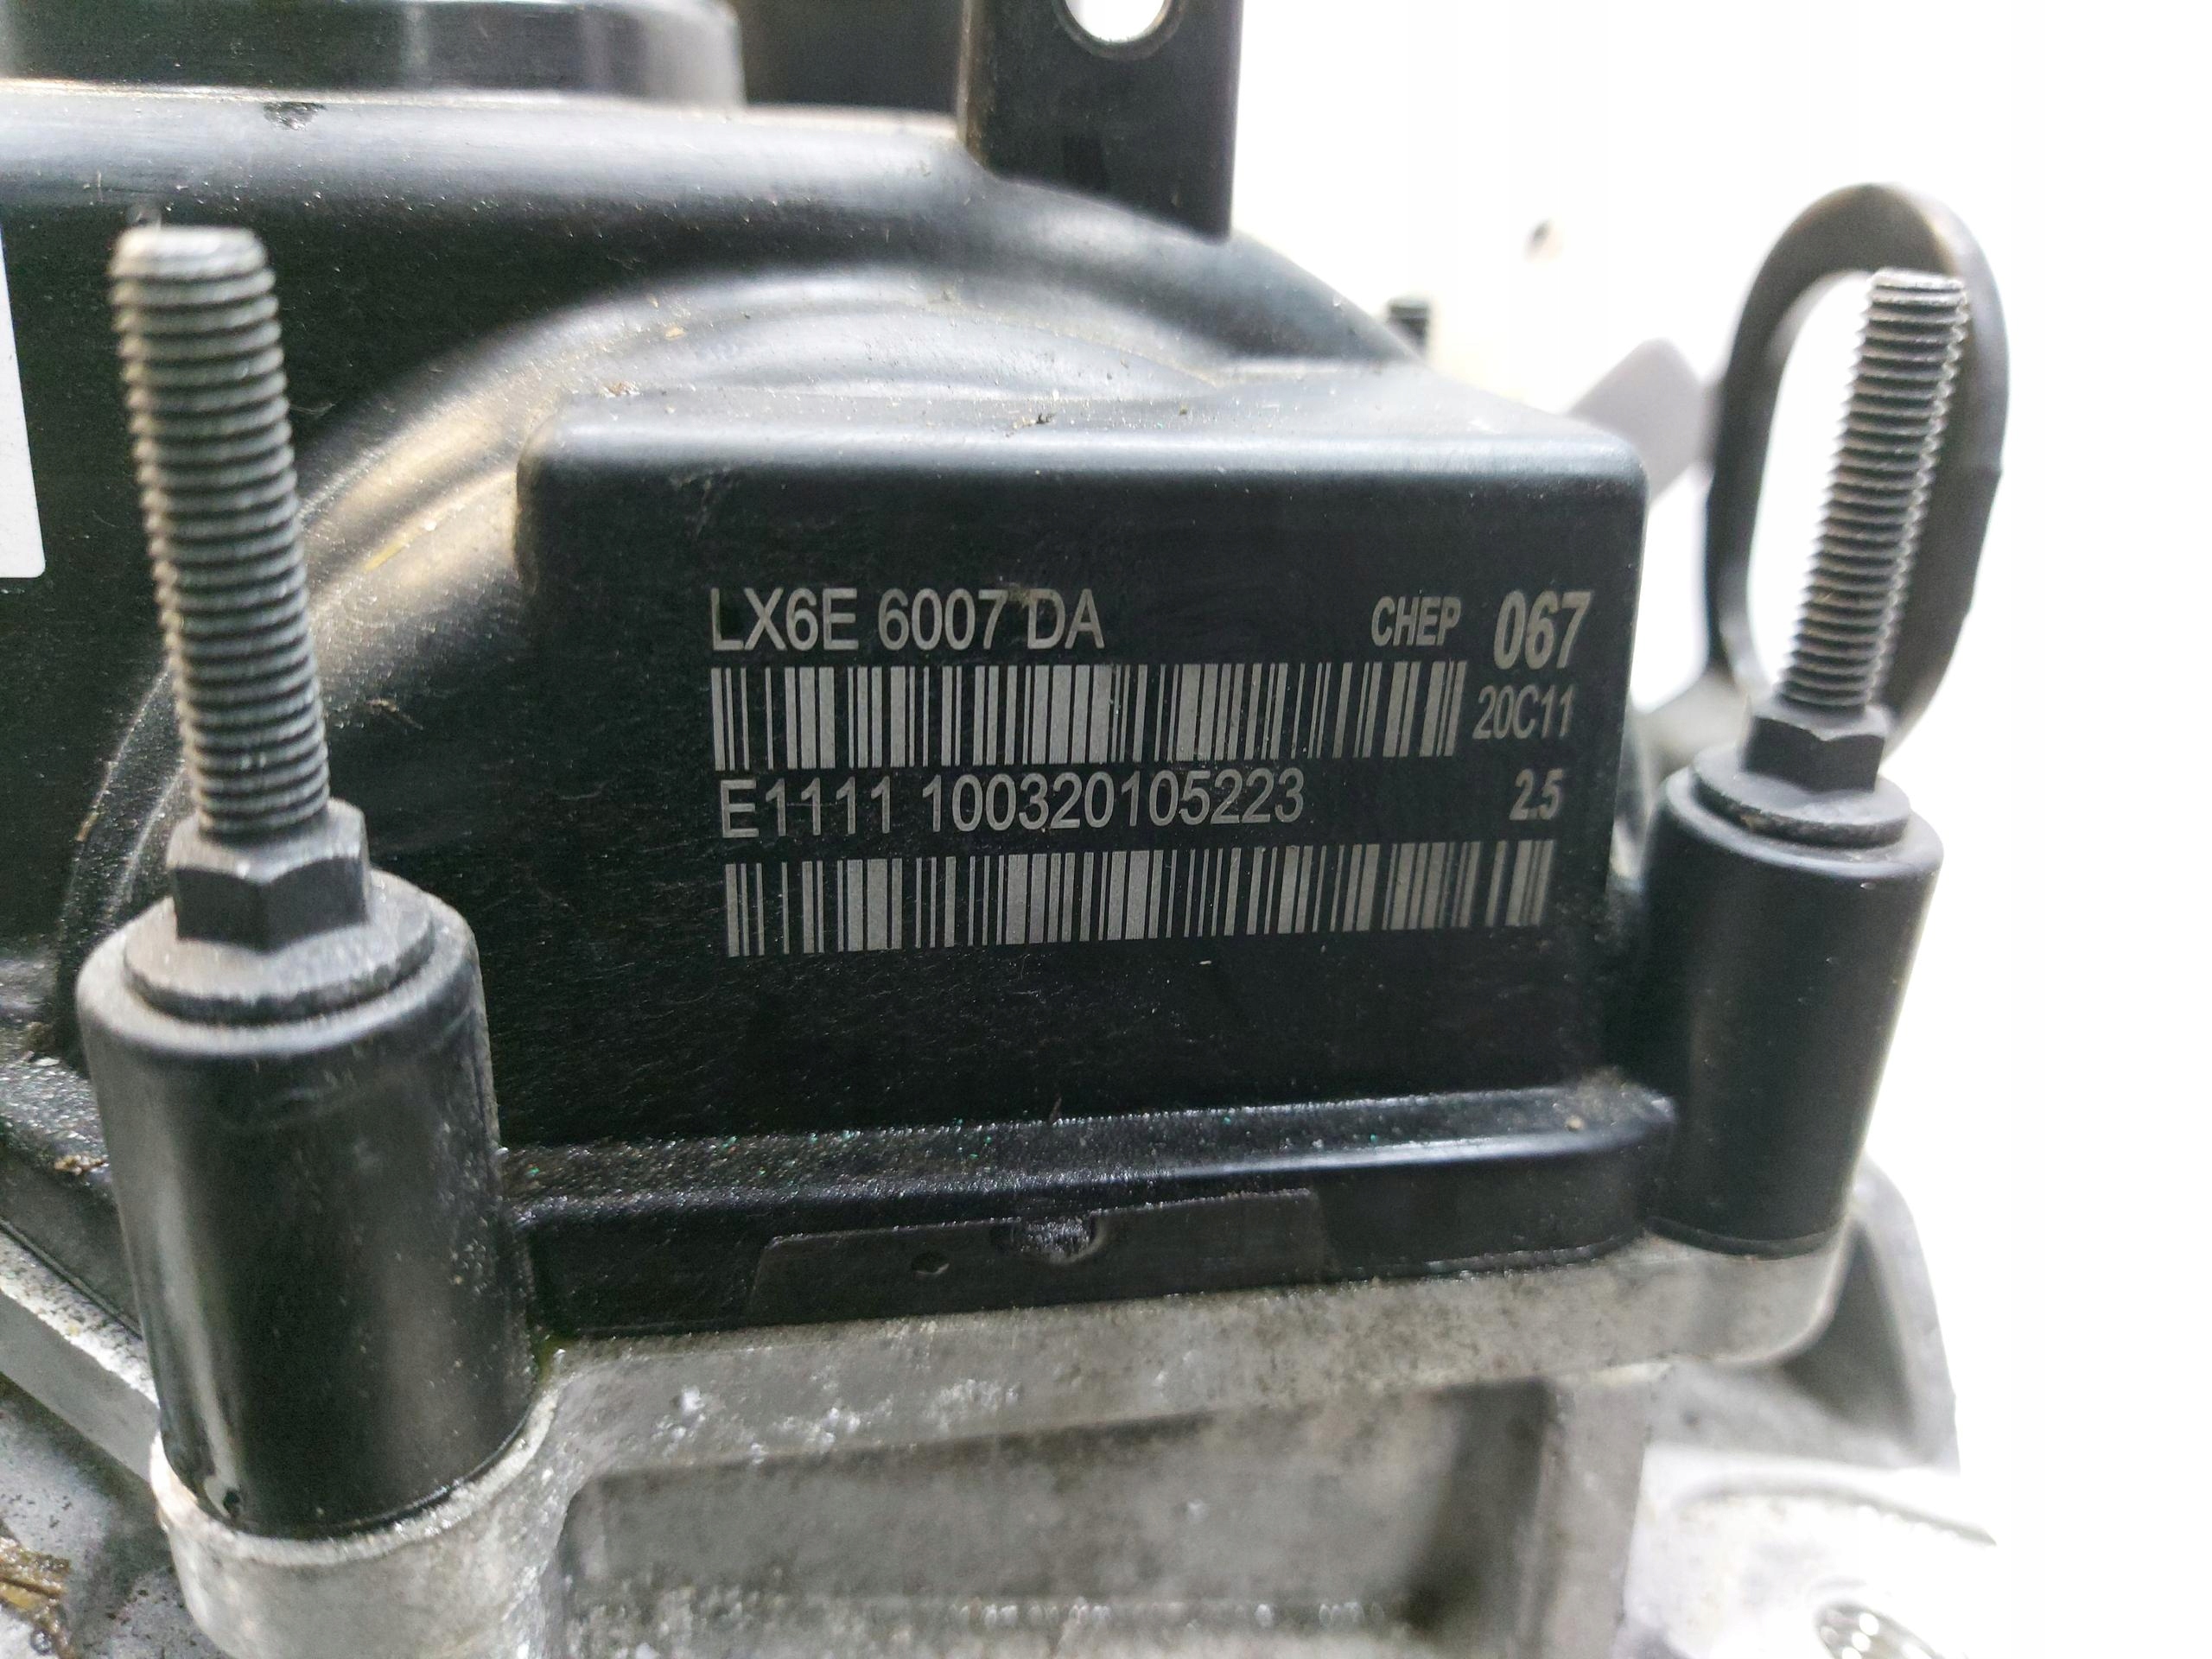 LX6E 6007 DA CHEP 067
20C11
E1111 100320105223 2.5